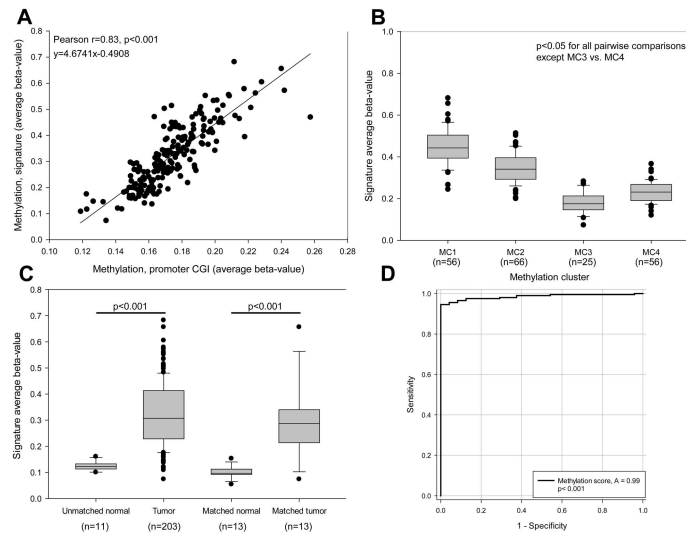 A
Pearson r=0.83, p<0.001
y=4.6741x-0.4908
Methylation, signature (average beta-value)
0.8
0.7
0.6
0.5
0.4
0.3
0.2
0.1
0.0
0.10 0.12 0.14 0.16 0.18 0.20 0.22 0.24 0.26 0.28
Methylation, promoter CGI (average beta-value)
B
p<0.05 for all pairwise comparisons
except MC3 vs. MC4
Signature average beta-value
1.0
0.8
0.6
0.4
0.2
0.0
MC1 MC2 MC3 MC4
(n=56) (n=66) (n=25) (n=56)
Methylation cluster
C
p<0.001 p<0.001
Signature average beta-value
0.8
0.7
0.6
0.5
0.4
0.3
0.2
0.1
0.0
Unmatched normal Tumor Matched normal Matched tumor
(n=11) (n=203) (n=13) (n=13)
D
Sensitivity
1.0
0.8
0.6
0.4
0.2
0.0
Methylation score, A = 0.99
p< 0.001
0.0 0.2 0.4 0.6 0.8 1.0
1 - Specificity